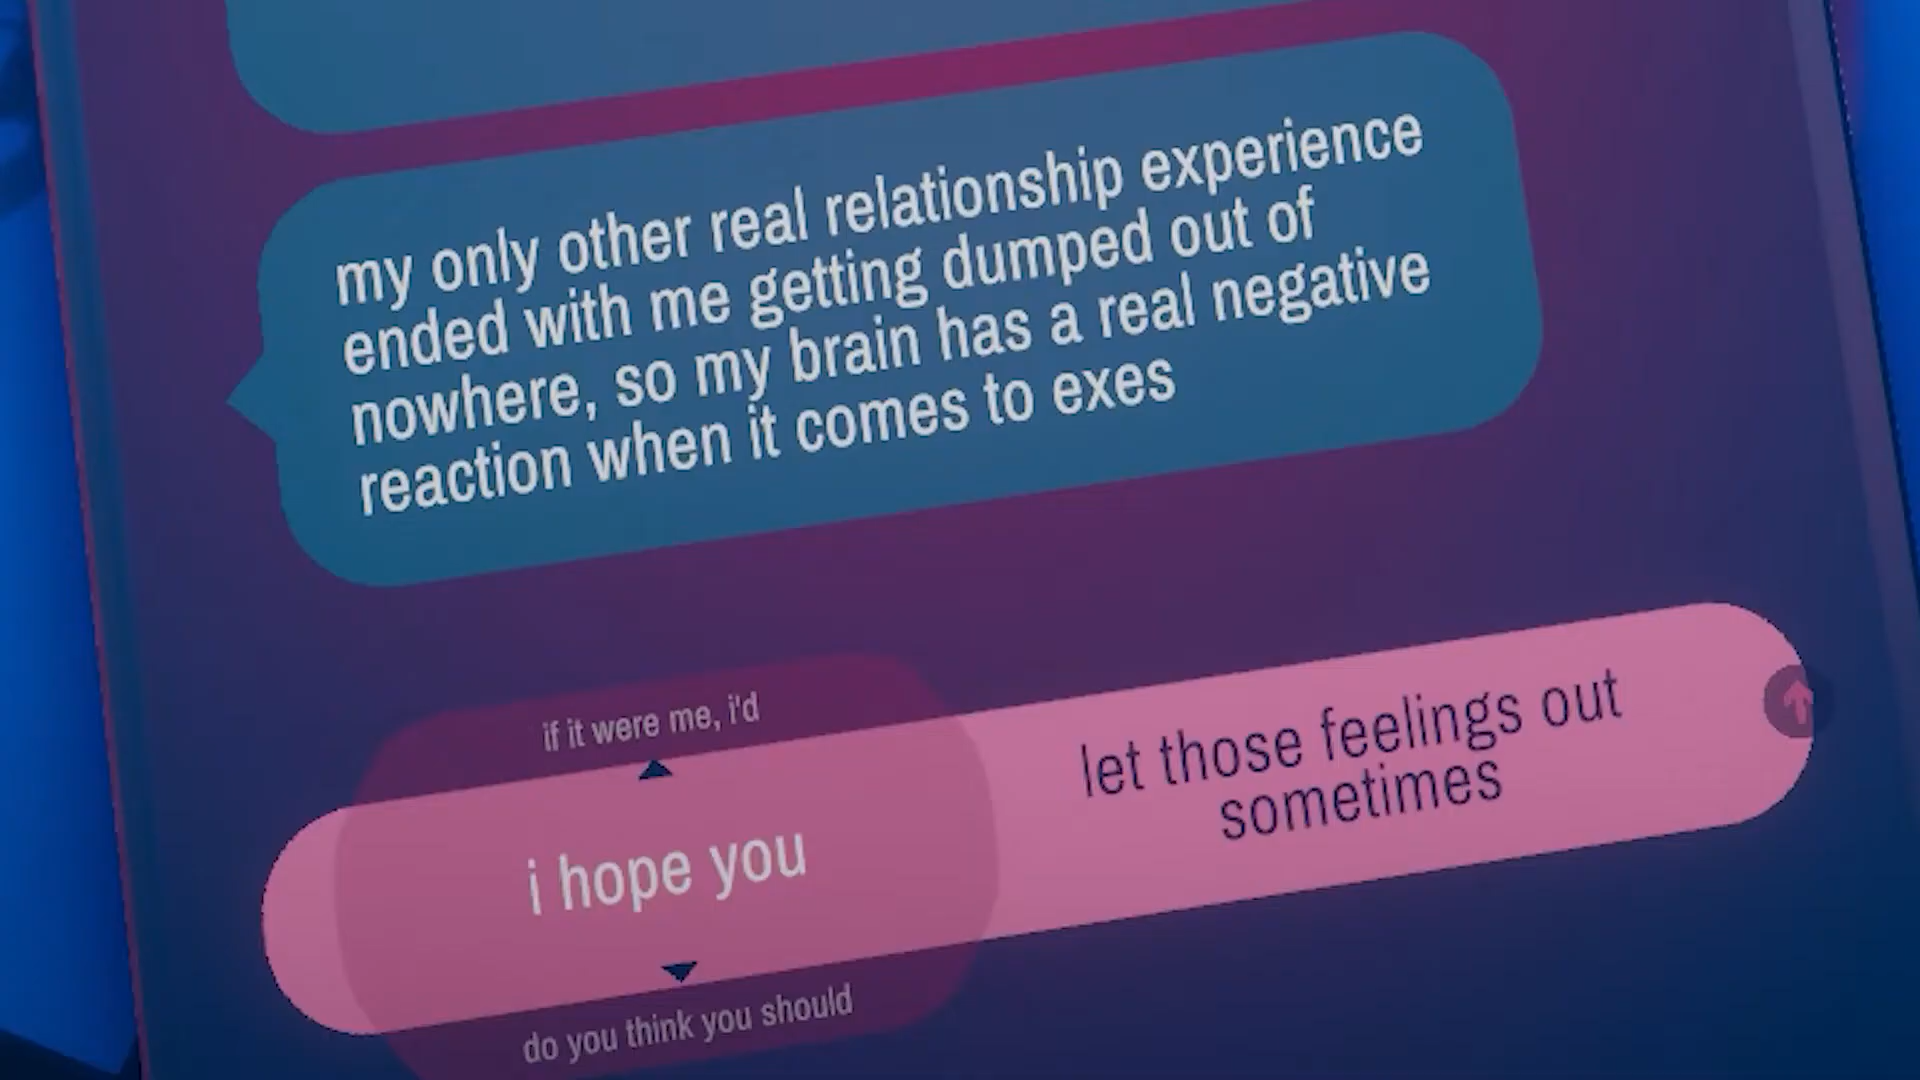 my only other real relationship experience
ended with me getting dumped out of
nowhere, so my brain has a real negative
reaction when it comes to exes
if it were me, i'd
i hope you
do you think you should
let those feelings out
sometimes